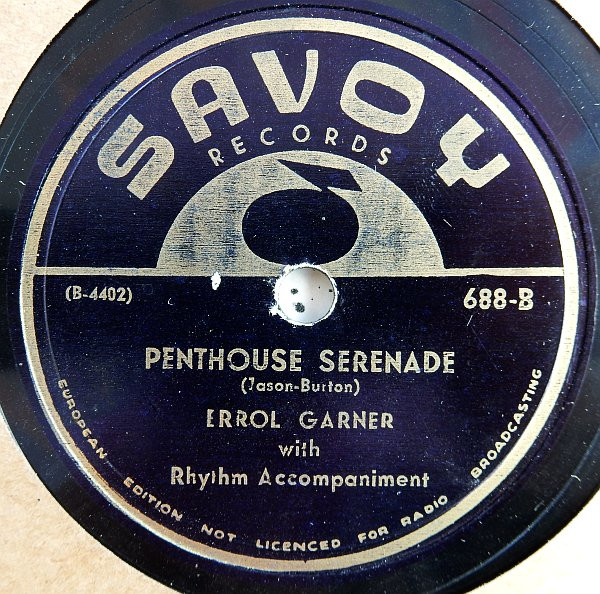 SAVOY
RECORDS
(B-4402)
688-B
PENTHOUSE SERENADE
(Jason-Burton)
ERROL GARNER
with
Rhythm Accompaniment
EUROPEAN EDITION NOT LICENCED FOR RADIO BROADCASTING